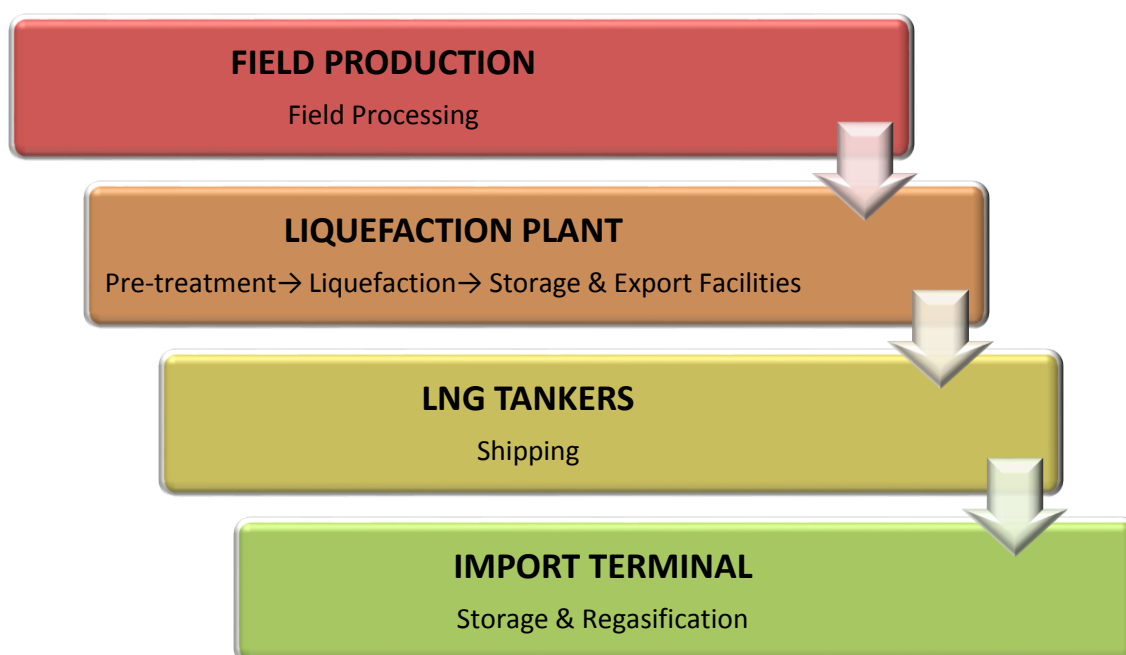 FIELD PRODUCTION
Field Processing
LIQUEFACTION PLANT
Pre-treatment→ Liquefaction→ Storage & Export Facilities
LNG TANKERS
Shipping
IMPORT TERMINAL
Storage & Regasification